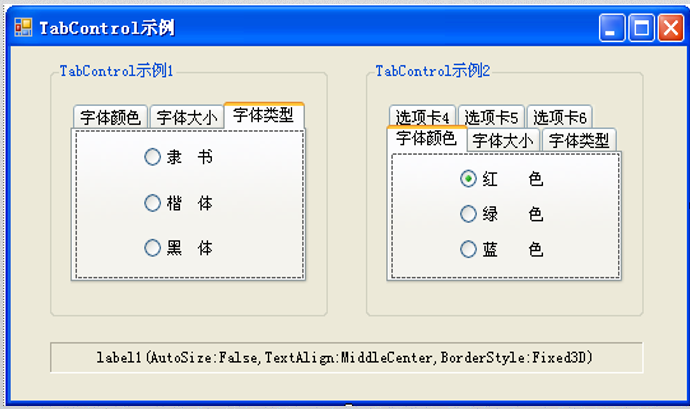 TabControl示例
TabControl示例1
字体颜色 字体大小 字体类型
隶 书
楷 体
黑 体
TabControl示例2
选项卡4 选项卡5 选项卡6
字体颜色 字体大小 字体类型
红 色
绿 色
蓝 色
label1(AutoSize:False,TextAlign:MiddleCenter,BorderStyle:Fixed3D)